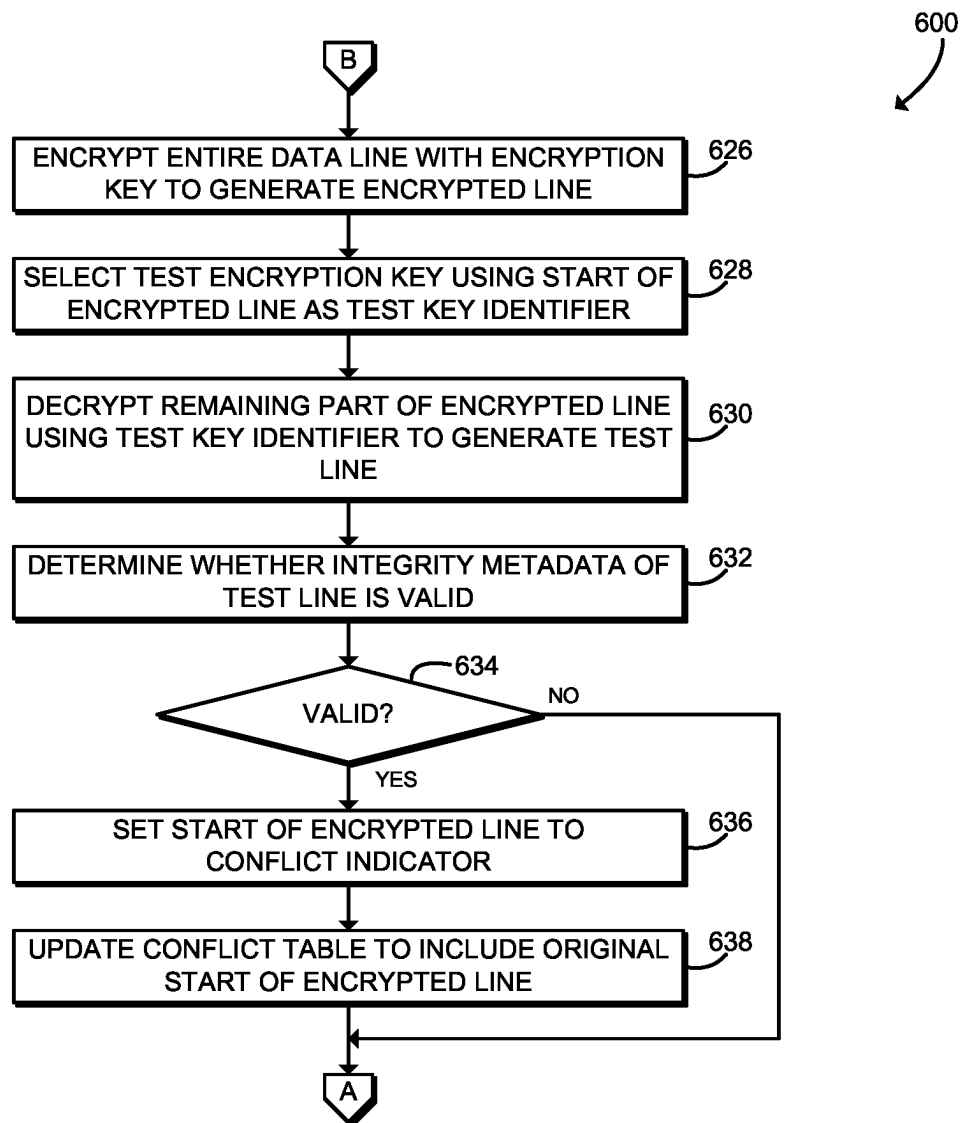 600
B
ENCRYPT ENTIRE DATA LINE WITH ENCRYPTION
KEY TO GENERATE ENCRYPTED LINE
626
SELECT TEST ENCRYPTION KEY USING START OF
ENCRYPTED LINE AS TEST KEY IDENTIFIER
628
DECRYPT REMAINING PART OF ENCRYPTED LINE
USING TEST KEY IDENTIFIER TO GENERATE TEST
LINE
630
DETERMINE WHETHER INTEGRITY METADATA OF
TEST LINE IS VALID
632
634
VALID?
NO
YES
SET START OF ENCRYPTED LINE TO
CONFLICT INDICATOR
636
UPDATE CONFLICT TABLE TO INCLUDE ORIGINAL
START OF ENCRYPTED LINE
638
A